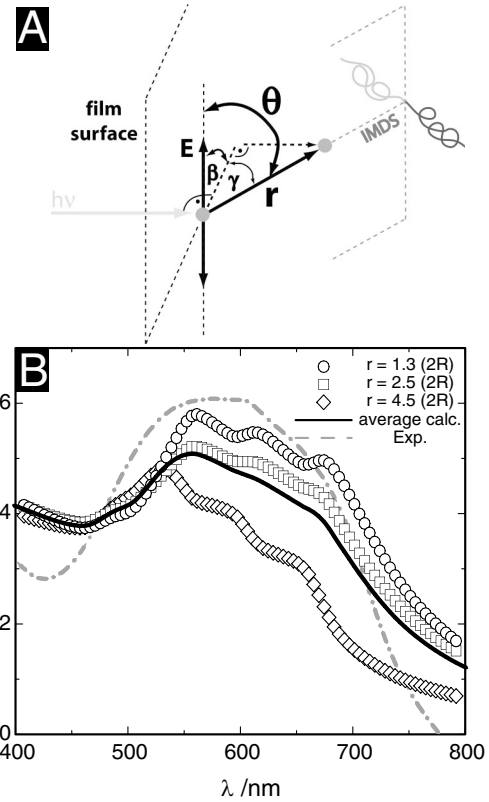 A
film
surface
θ
E
β
γ
r
hν
IMDS
B
r = 1.3 (2R)
r = 2.5 (2R)
r = 4.5 (2R)
average calc.
Exp.
6
4
2
0
400 500 600 700 800
λ /nm